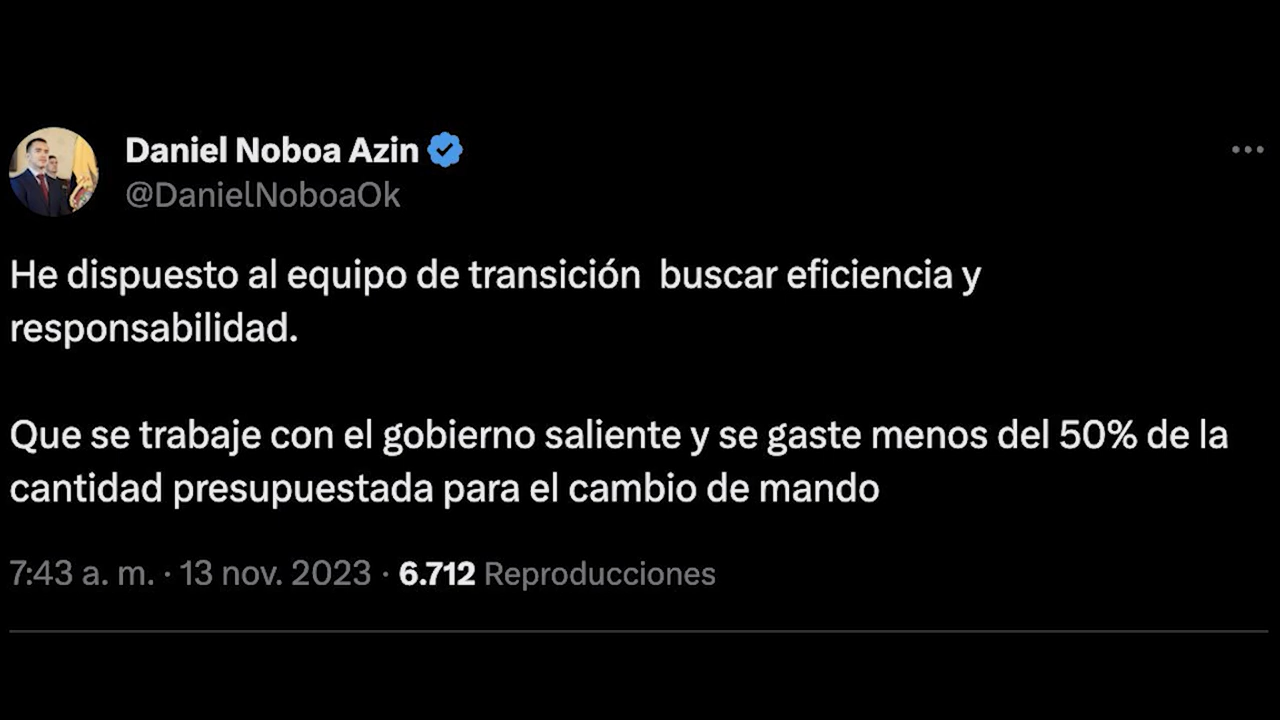 Daniel Noboa Azin
@DanielNoboaOk
He dispuesto al equipo de transición  buscar eficiencia y
responsabilidad.
Que se trabaje con el gobierno saliente y se gaste menos del 50% de la
cantidad presupuestada para el cambio de mando
7:43 a. m. · 13 nov. 2023 · 6.712 Reproducciones